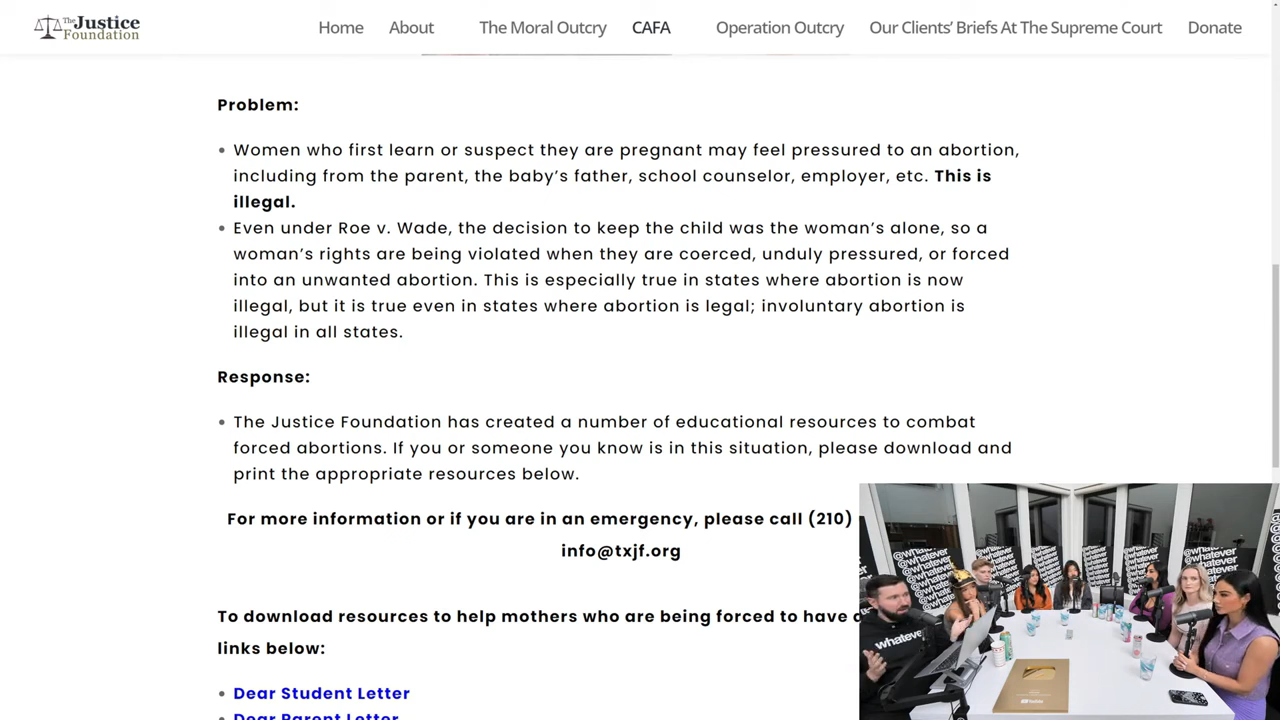 The Justice Foundation
Home About The Moral Outcry CAFA Operation Outcry Our Clients’ Briefs At The Supreme Court Donate
Problem:
• Women who first learn or suspect they are pregnant may feel pressured to an abortion,
including from the parent, the baby’s father, school counselor, employer, etc. This is
illegal.
• Even under Roe v. Wade, the decision to keep the child was the woman’s alone, so a
woman’s rights are being violated when they are coerced, unduly pressured, or forced
into an unwanted abortion. This is especially true in states where abortion is now
illegal, but it is true even in states where abortion is legal; involuntary abortion is
illegal in all states.
Response:
• The Justice Foundation has created a number of educational resources to combat
forced abortions. If you or someone you know is in this situation, please download and
print the appropriate resources below.
For more information or if you are in an emergency, please call (210)
info@txjf.org
To download resources to help mothers who are being forced to have
links below:
• Dear Student Letter
• Dear Parent Letter
@whatever
@whatever
@whatever
@whatever
whatever
YouTube